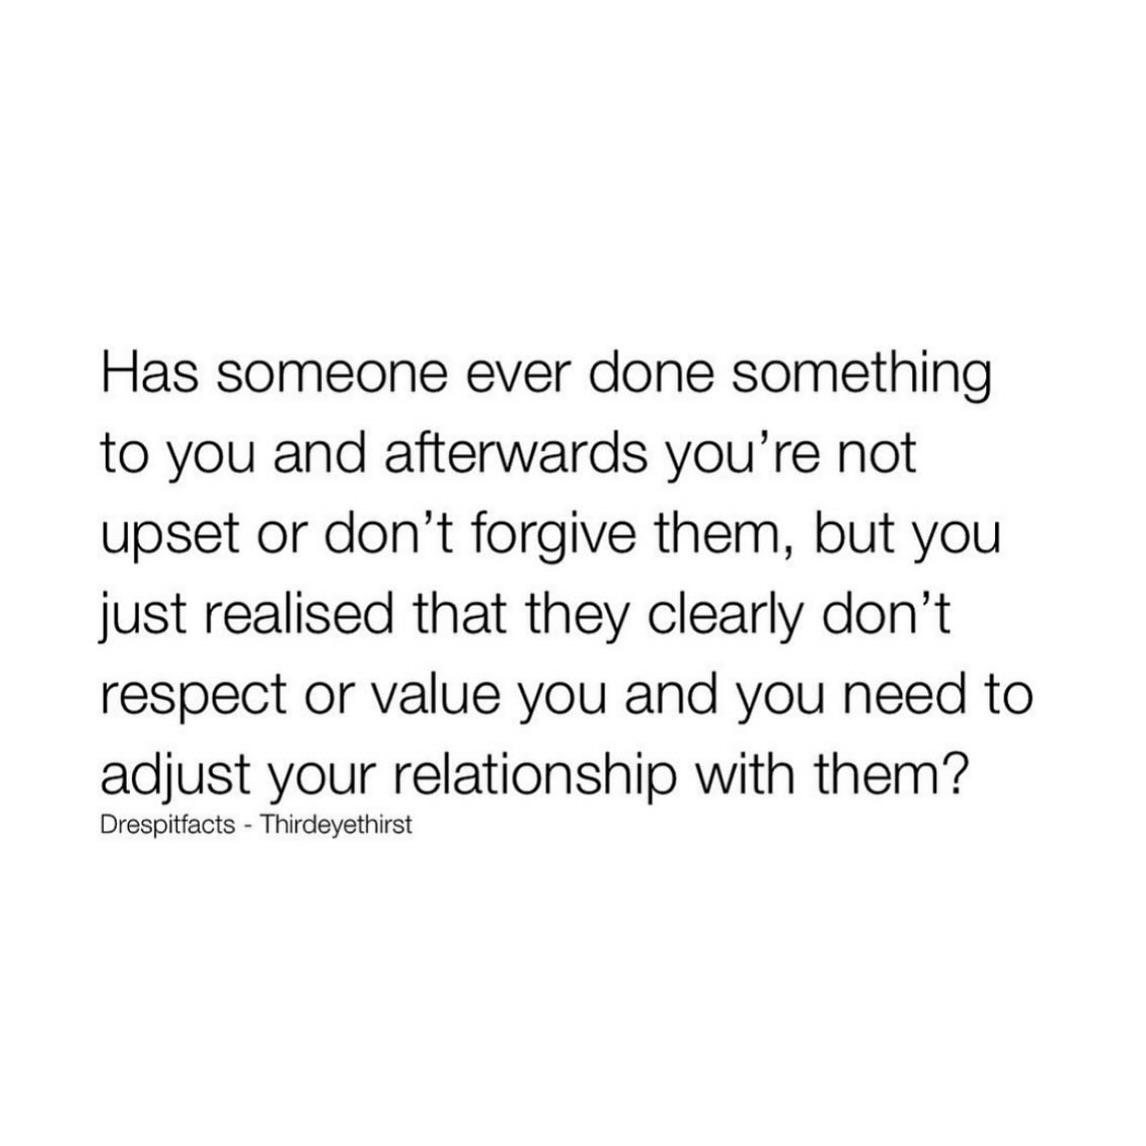 Has someone ever done something
to you and afterwards you’re not
upset or don’t forgive them, but you
just realised that they clearly don’t
respect or value you and you need to
adjust your relationship with them?
Drespitfacts - Thirdeyethirst